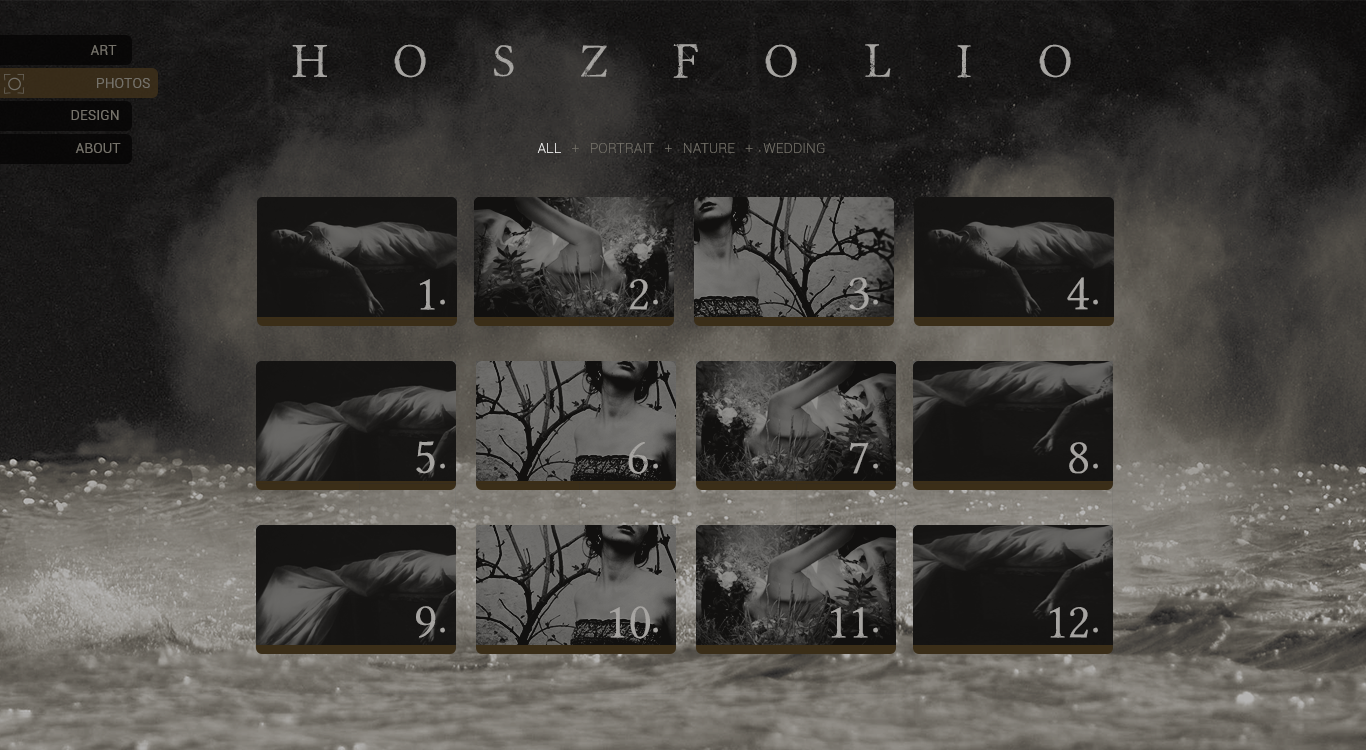 HOSZFOLIO
ART
PHOTOS
DESIGN
ABOUT
ALL + PORTRAIT + NATURE + WEDDING
1. 2. 3. 4.
5. 6. 7. 8.
9. 10. 11. 12.